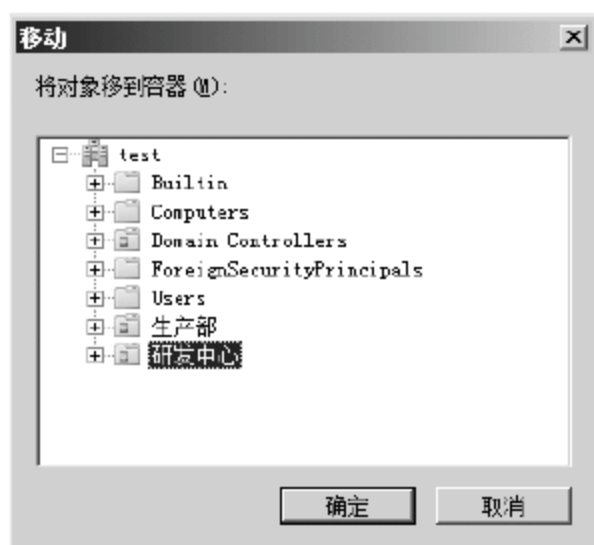 移动
将对象移到容器(M):
test
Builtin
Computers
Domain Controllers
ForeignSecurityPrincipals
Users
生产部
研发中心
确定 取消